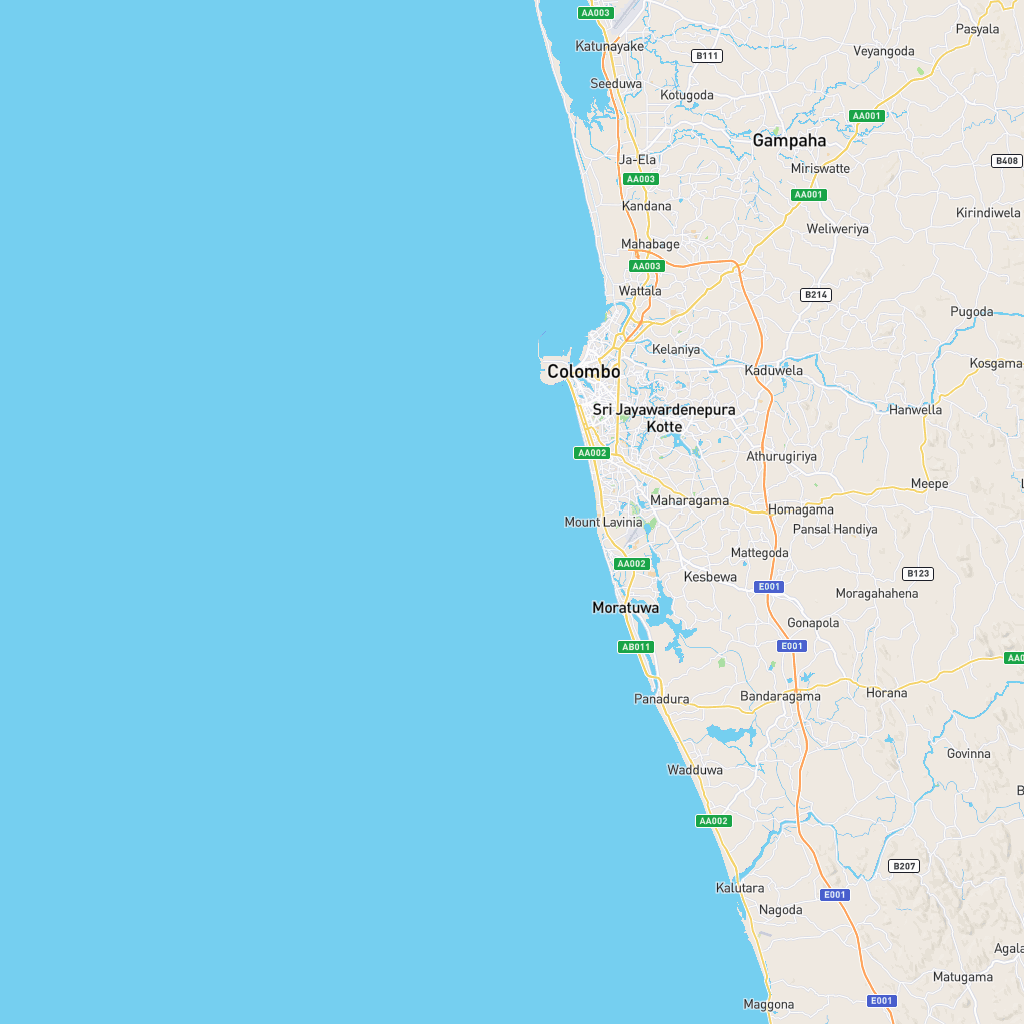 AA003
Pasyala
Katunayake
Veyangoda
B111
Seeduwa
Kotugoda
AA001
Gampaha
Ja-Ela
B408
Miriswatte
AA003
AA001
Kandana
Kirindiwela
Weliweriya
Mahabage
AA003
Wattala
B214
Pugoda
Kelaniya
Kosgama
Colombo
Kaduwela
Sri Jayawardenepura
Kotte
Hanwella
AA002
Athurugiriya
Meepe
Maharagama
Homagama
Mount Lavinia
Pansal Handiya
Mattegoda
AA002
B123
Kesbewa
E001
Moragahahena
Moratuwa
Gonapola
AB011
E001
Panadura
Bandaragama
Horana
Govinna
Wadduwa
AA002
B207
Kalutara
E001
Nagoda
Matugama
E001
Maggona